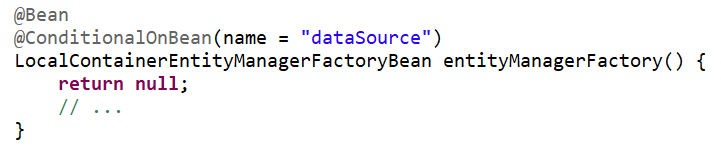 @Bean
@ConditionalOnBean(name = "dataSource")
LocalContainerEntityManagerFactoryBean entityManagerFactory() {
    return null;
    // ...
}